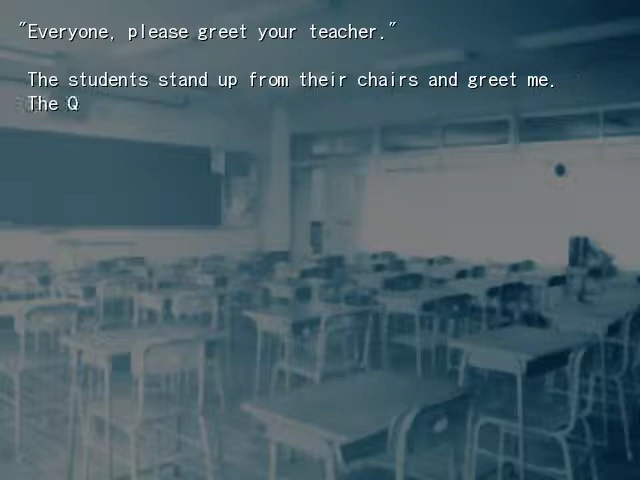 "Everyone, please greet your teacher."
The students stand up from their chairs and greet me.
The Q